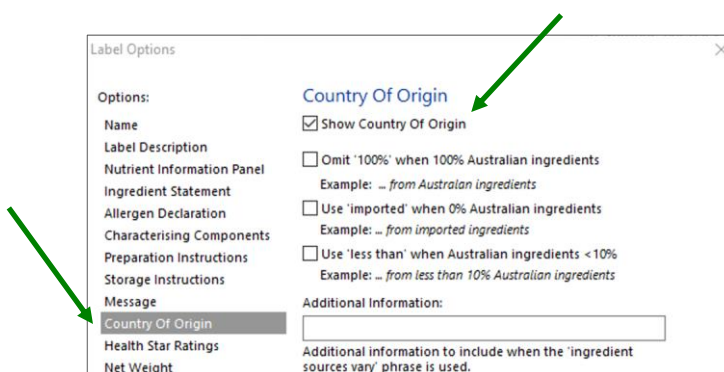 Label Options
Options:
Name
Label Description
Nutrient Information Panel
Ingredient Statement
Allergen Declaration
Characterising Components
Preparation Instructions
Storage Instructions
Message
Country Of Origin
Health Star Ratings
Net Weight
Country Of Origin
Show Country Of Origin
Omit '100%' when 100% Australian ingredients
Example: ... from Australan ingredients
Use 'imported' when 0% Australian ingredients
Example: ... from imported ingredients
Use 'less than' when Australian ingredients <10%
Example: ... from less than 10% Australian ingredients
Additional Information:
Additional information to include when the 'ingredient
sources vary' phrase is used.